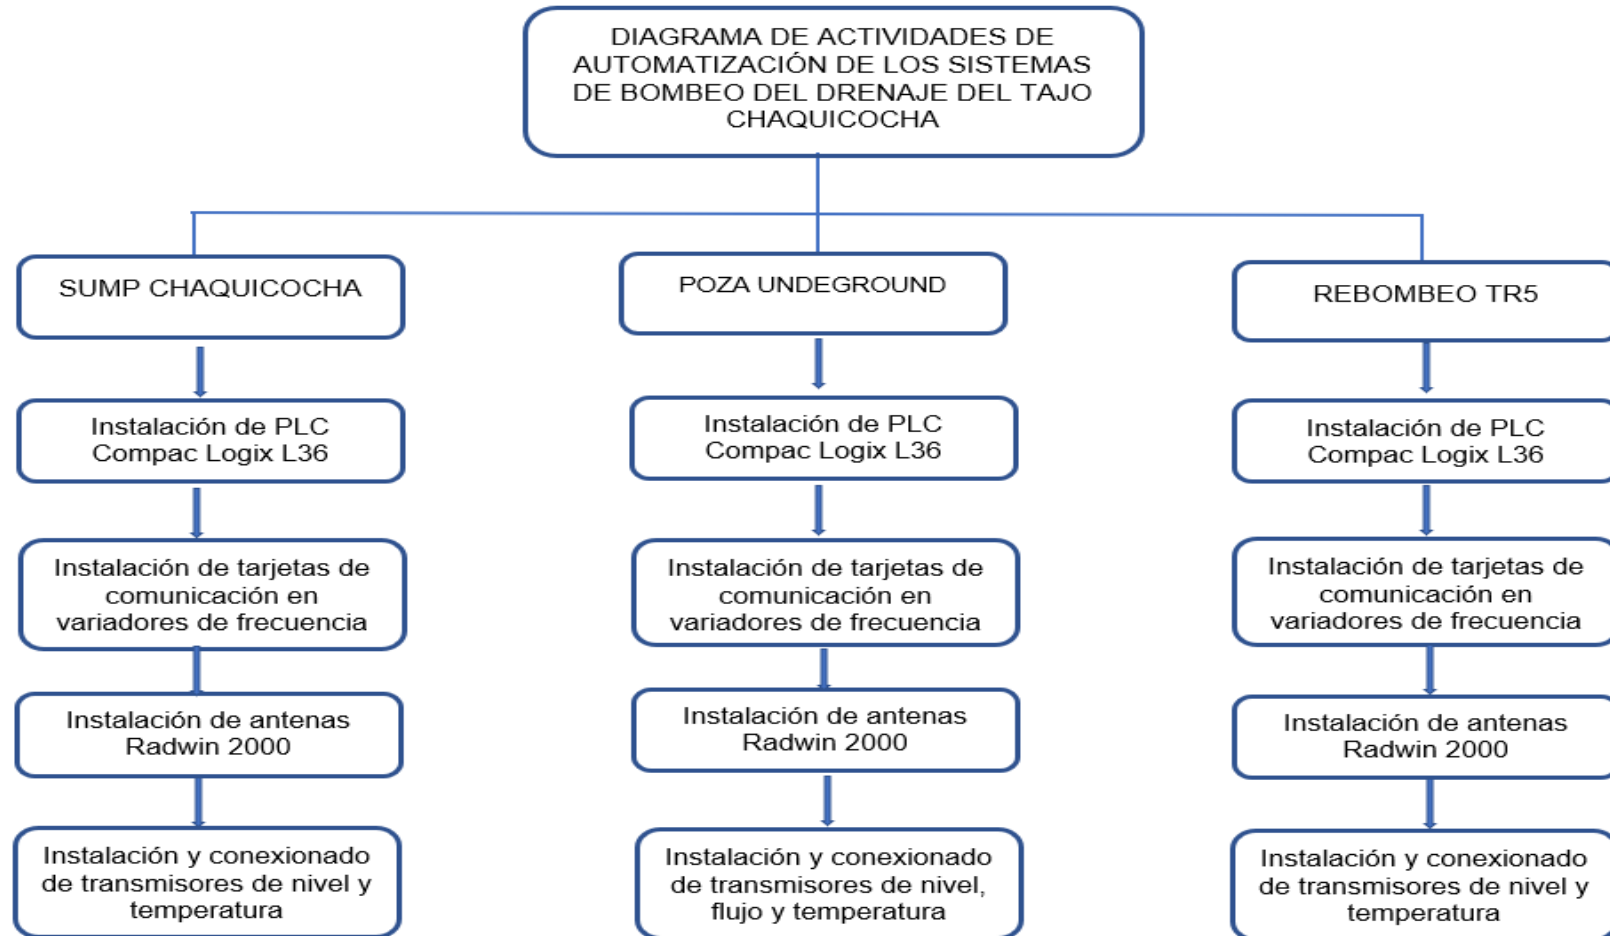 DIAGRAMA DE ACTIVIDADES DE
AUTOMATIZACIÓN DE LOS SISTEMAS
DE BOMBEO DEL DRENAJE DEL TAJO
CHAQUICOCHA
SUMP CHAQUICOCHA
POZA UNDEGROUND
REBOMBEO TR5
Instalación de PLC
Compac Logix L36
Instalación de PLC
Compac Logix L36
Instalación de PLC
Compac Logix L36
Instalación de tarjetas de
comunicación en
variadores de frecuencia
Instalación de tarjetas de
comunicación en
variadores de frecuencia
Instalación de tarjetas de
comunicación en
variadores de frecuencia
Instalación de antenas
Radwin 2000
Instalación de antenas
Radwin 2000
Instalación de antenas
Radwin 2000
Instalación y conexionado
de transmisores de nivel y
temperatura
Instalación y conexionado
de transmisores de nivel,
flujo y temperatura
Instalación y conexionado
de transmisores de nivel y
temperatura